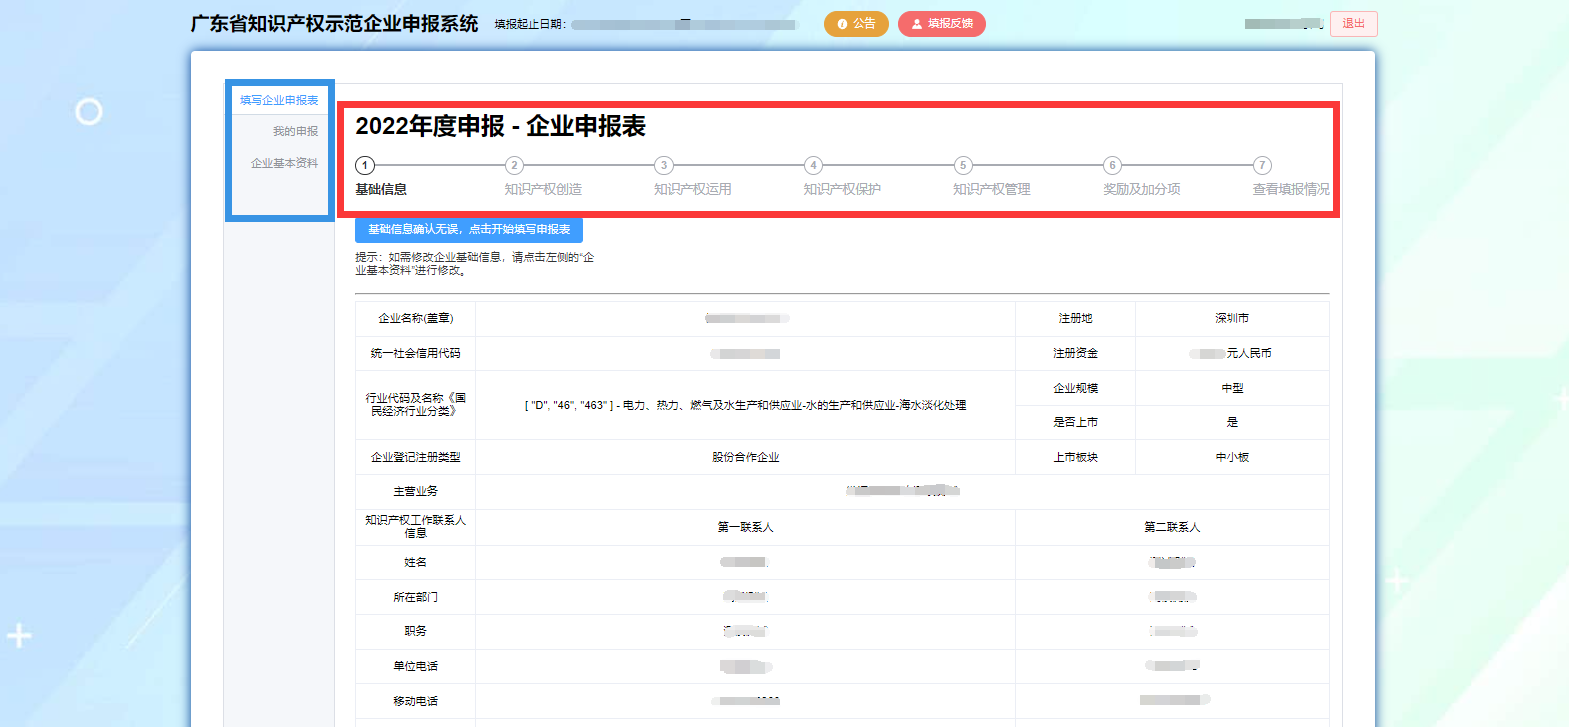 广东省知识产权示范企业申报系统 填报起止日期： 公告 填报反馈 退出
填写企业申报表
我的申报
企业基本资料
2022年度申报 - 企业申报表
1 2 3 4 5 6 7
基础信息 知识产权创造 知识产权运用 知识产权保护 知识产权管理 奖励及加分项 查看填报情况
基础信息确认无误，点击开始填写申报表
提示：如需修改企业基础信息，请点击左侧的“企
业基本资料”进行修改。
企业名称(盖章) 注册地 深圳市
统一社会信用代码 注册资金 元人民币
行业代码及名称《国
民经济行业分类》
[ "D", "46", "463" ] - 电力、热力、燃气及水生产和供应业-水的生产和供应业-海水淡化处理
企业规模 中型
是否上市 是
企业登记注册类型 股份合作企业 上市板块 中小板
主营业务
知识产权工作联系人
信息
第一联系人 第二联系人
姓名
所在部门
职务
单位电话
移动电话